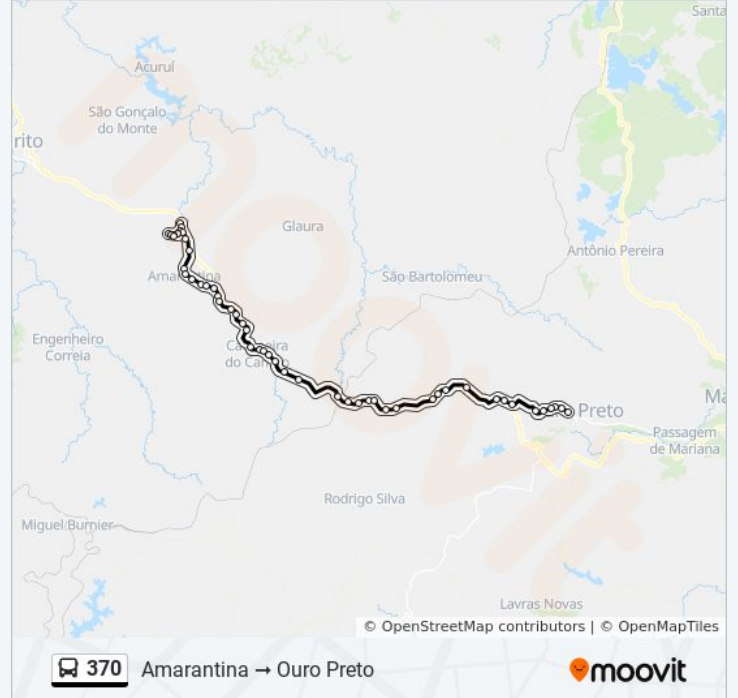 Santa
Acuruí
São Gonçalo
do Monte
rito
Glaura
Antônio Pereira
São Bartolomeu
Engenheiro
Correia
do
Preto
Passagem
de Mariana
Rodrigo Silva
Miguel Burnier
Lavras Novas
© OpenStreetMap contributors | © OpenMapTiles
370 Amarantina → Ouro Preto
moovit